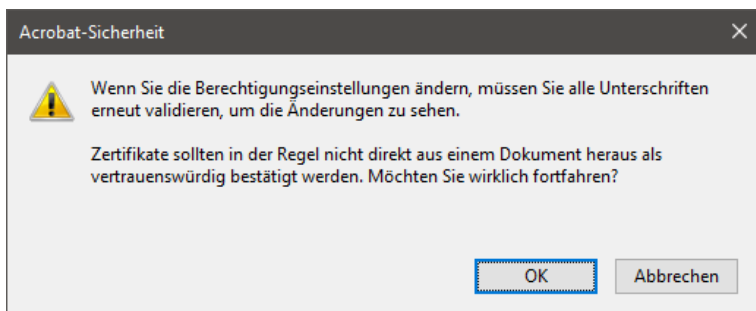 Acrobat-Sicherheit
Wenn Sie die Berechtigungseinstellungen ändern, müssen Sie alle Unterschriften
erneut validieren, um die Änderungen zu sehen.
Zertifikate sollten in der Regel nicht direkt aus einem Dokument heraus als
vertrauenswürdig bestätigt werden. Möchten Sie wirklich fortfahren?
OK
Abbrechen